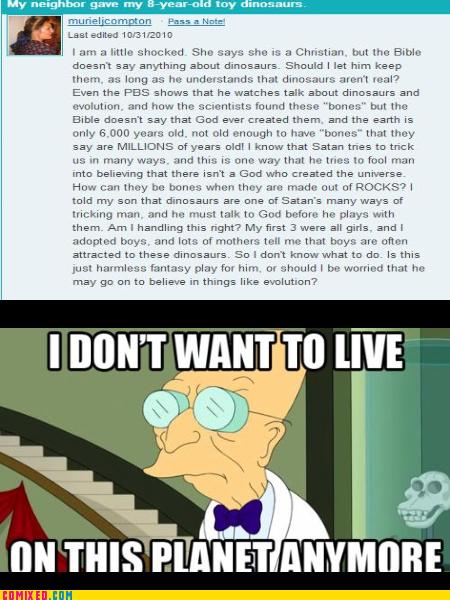 My neighbor gave my 8-year-old toy dinosaurs.
murieljcompton · Pass a Note!
Last edited 10/31/2010
I am a little shocked. She says she is a Christian, but the Bible
doesn't say anything about dinosaurs. Should I let him keep
them, as long as he understands that dinosaurs aren't real?
Even the PBS shows that he watches talk about dinosaurs and
evolution, and how the scientists found these "bones" but the
Bible doesn't say that God ever created them, and the earth is
only 6,000 years old, not old enough to have "bones" that they
say are MILLIONS of years old! I know that Satan tries to trick
us in many ways, and this is one way that he tries to fool man
into believing that there isn't a God who created the universe.
How can they be bones when they are made out of ROCKS? I
told my son that dinosaurs are one of Satan's many ways of
tricking man, and he must talk to God before he plays with
them. Am I handling this right? My first 3 were all girls, and I
adopted boys, and lots of mothers tell me that boys are often
attracted to these dinosaurs. So I don't know what to do. Is this
just harmless fantasy play for him, or should I be worried that he
may go on to believe in things like evolution?
I DON'T WANT TO LIVE
ON THIS PLANET ANYMORE
COMIXED.COM